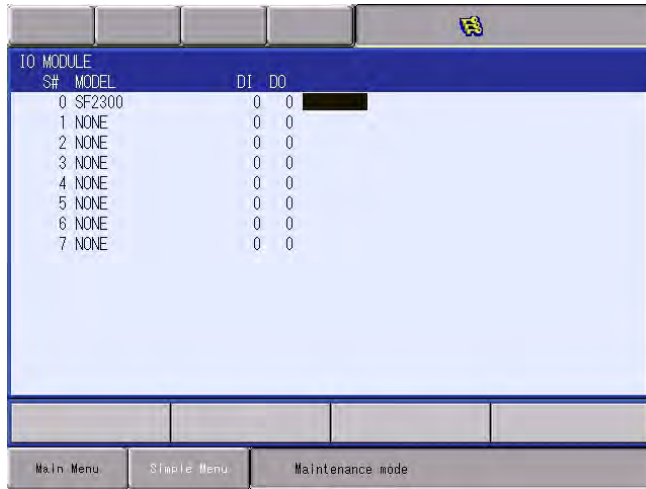 IO MODULE
S# MODEL DI DO
0 SF2300 0 0
1 NONE 0 0
2 NONE 0 0
3 NONE 0 0
4 NONE 0 0
5 NONE 0 0
6 NONE 0 0
7 NONE 0 0
Main Menu Simple Menu Maintenance mode